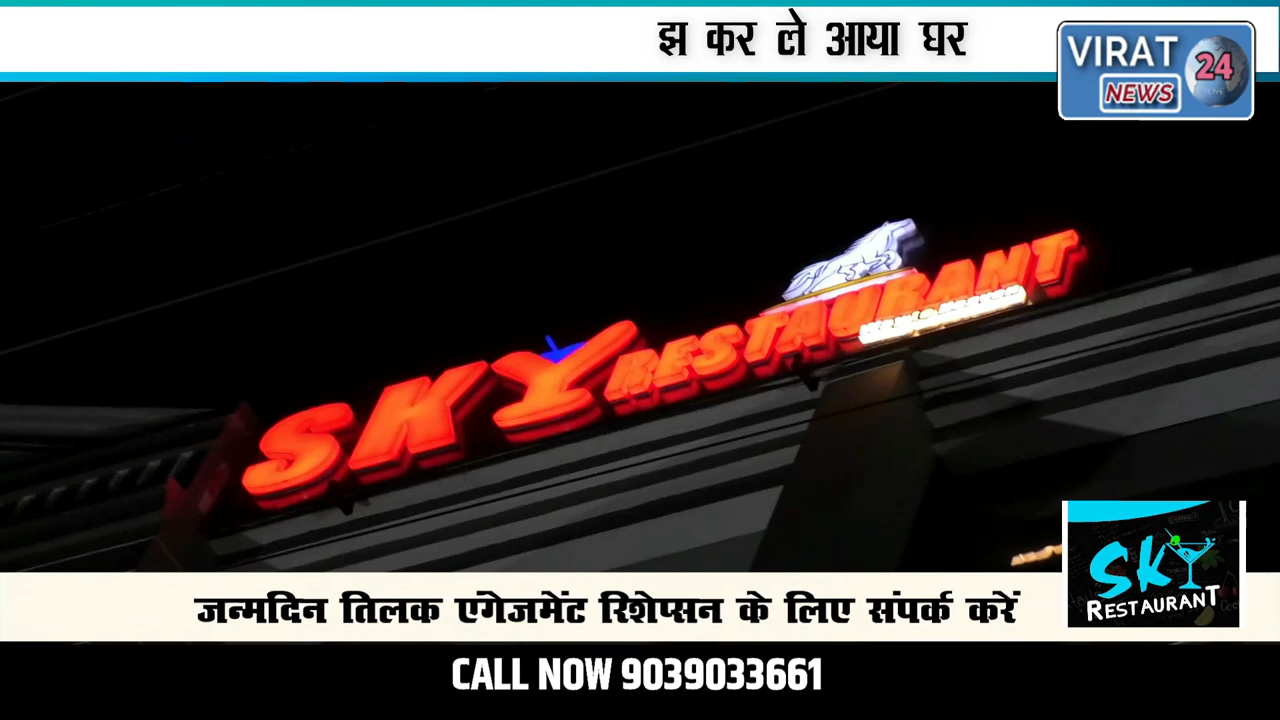 झ कर ले आया घर
VIRAT 24
NEWS
SKY RESTAURANT
SKY
RESTAURANT
जन्मदिन तिलक एंगेजमेंट रिशेप्सन के लिए संपर्क करें
CALL NOW 9039033661